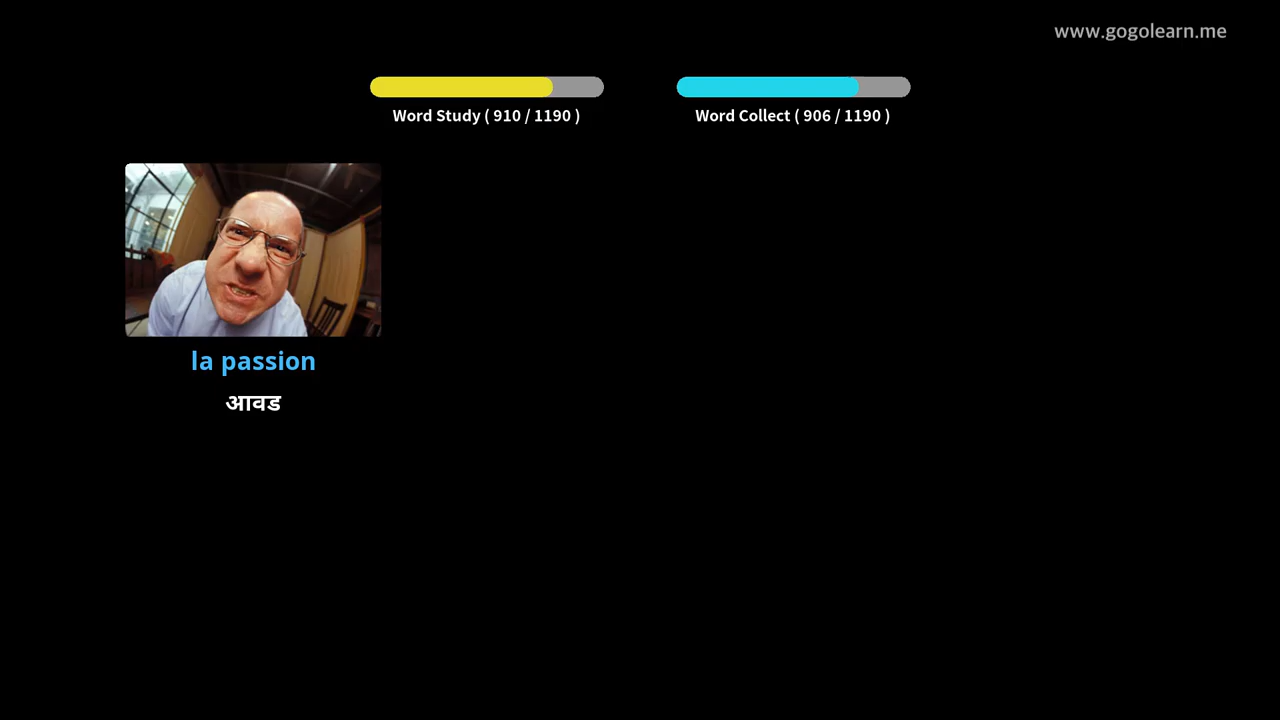 www.gogolearn.me
Word Study ( 910 / 1190 )
Word Collect ( 906 / 1190 )
la passion
आवड